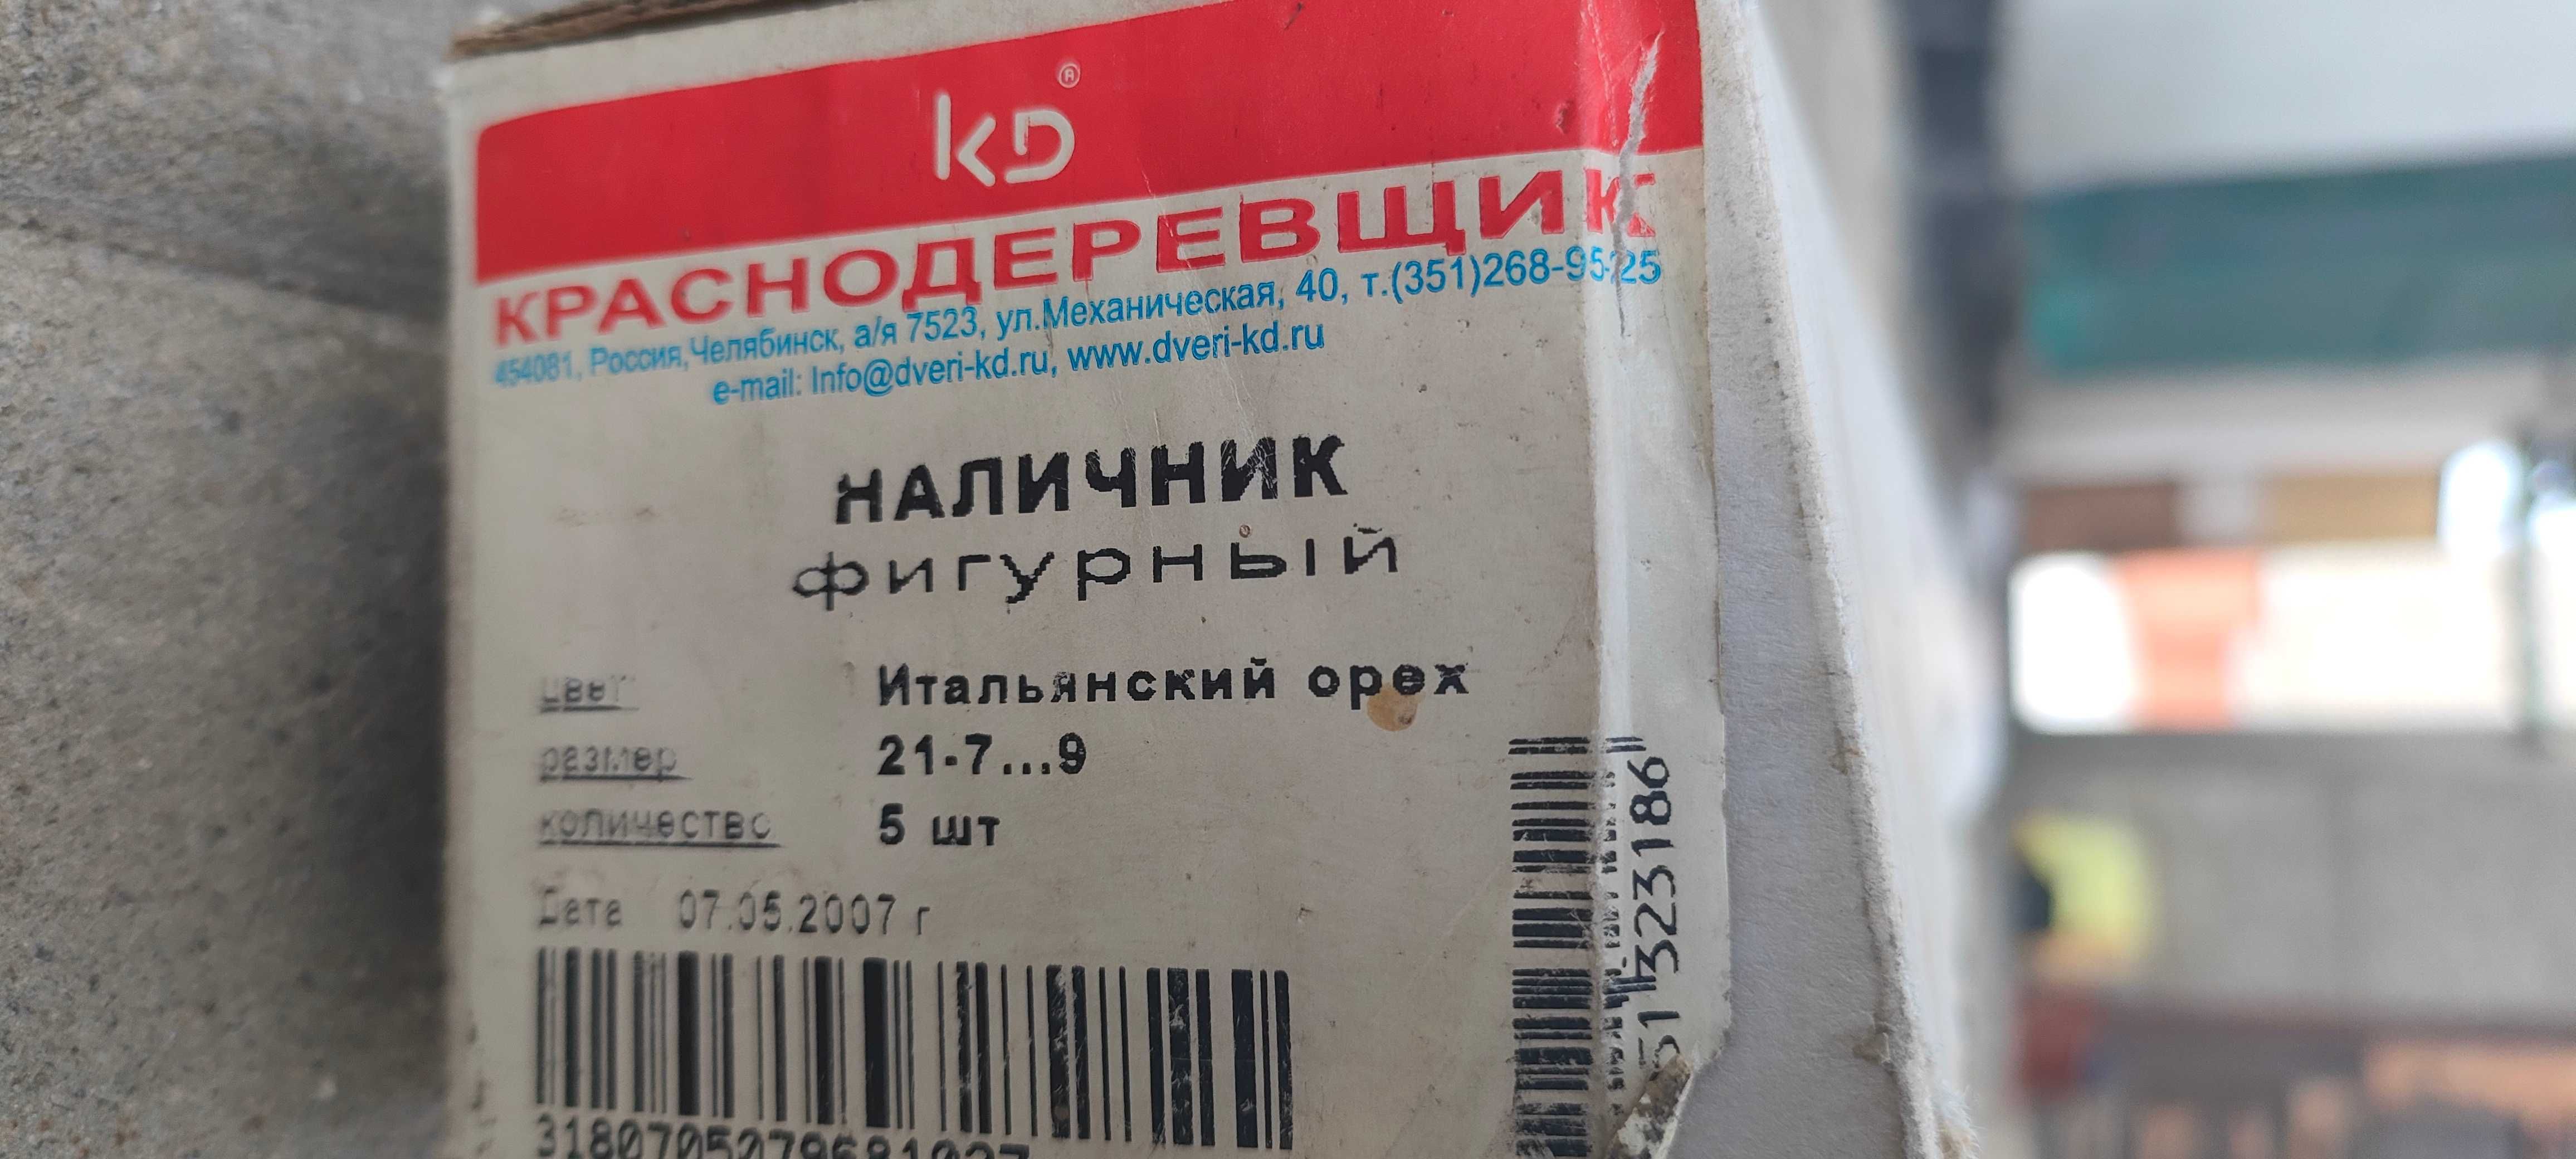 KD®
КРАСНОДЕРЕВЩИК
454081, Россия, Челябинск, а/я 7523, ул.Механическая, 40, т.(351)268-95-25
e-mail: Info@dveri-kd.ru, www.dveri-kd.ru
НАЛИЧНИК
фигурный
цвет Итальянский орех
размер 21-7...9
количество 5 шт
Дата 07.05.2007 г
323186